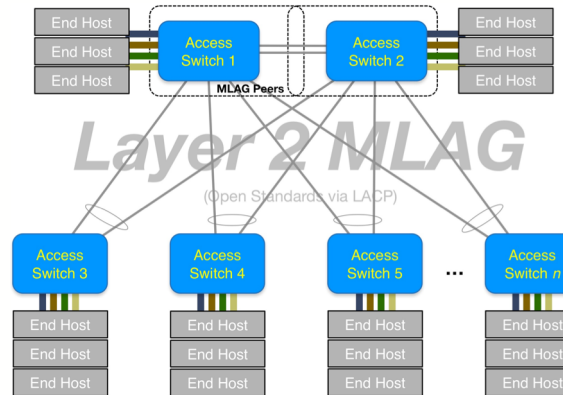 End Host
End Host
End Host
Access
Switch 1
Access
Switch 2
End Host
End Host
End Host
MLAG Peers
Layer 2 MLAG
(Open Standards via LACP)
Access
Switch 3
Access
Switch 4
Access
Switch 5
...
Access
Switch n
End Host
End Host
End Host
End Host
End Host
End Host
End Host
End Host
End Host
End Host
End Host
End Host